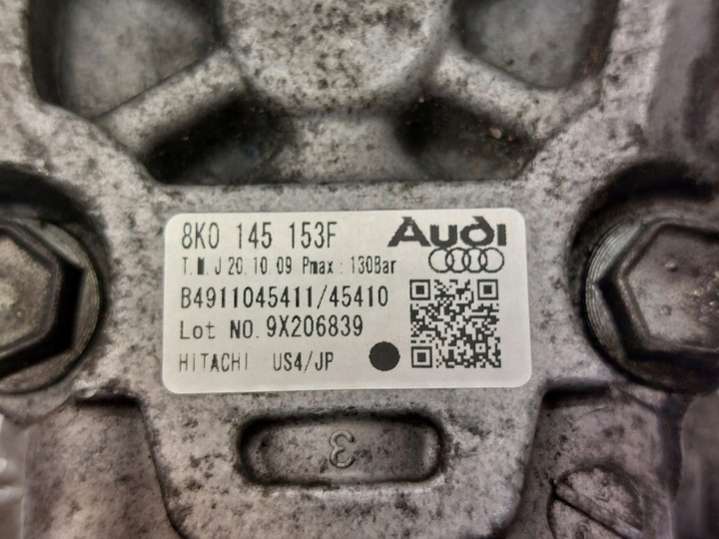 8K0 145 153F
Audi
T.M.J 20.10.09 Pmax: 130Bar
B4911045411/45410
Lot NO. 9X206839
HITACHI US4/JP
3